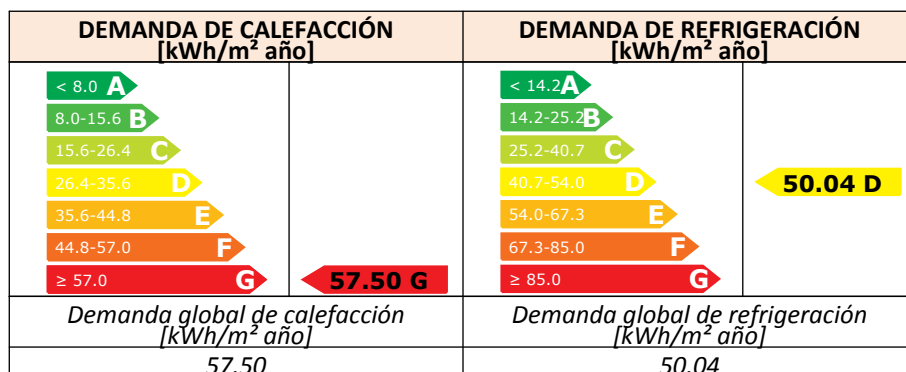 DEMANDA DE CALEFACCIÓN
[kWh/m² año]
< 8.0 A
8.0-15.6 B
15.6-26.4 C
26.4-35.6 D
35.6-44.8 E
44.8-57.0 F
≥ 57.0 G
57.50 G
Demanda global de calefacción
[kWh/m² año]
57.50
DEMANDA DE REFRIGERACIÓN
[kWh/m² año]
< 14.2 A
14.2-25.2 B
25.2-40.7 C
40.7-54.0 D
54.0-67.3 E
67.3-85.0 F
≥ 85.0 G
50.04 D
Demanda global de refrigeración
[kWh/m² año]
50.04